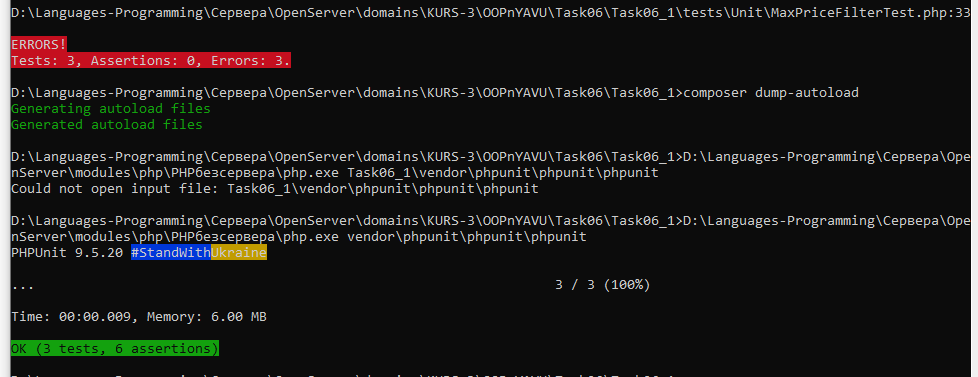 D:\Languages-Programming\Сервера\OpenServer\domains\KURS-3\OOPnYAVU\Task06\Task06_1\tests\Unit\MaxPriceFilterTest.php:33
ERRORS!
Tests: 3, Assertions: 0, Errors: 3.
D:\Languages-Programming\Сервера\OpenServer\domains\KURS-3\OOPnYAVU\Task06\Task06_1>composer dump-autoload
Generating autoload files
Generated autoload files
D:\Languages-Programming\Сервера\OpenServer\domains\KURS-3\OOPnYAVU\Task06\Task06_1>D:\Languages-Programming\Сервера\Ope
nServer\modules\php\PHPбезсервера\php.exe Task06_1\vendor\phpunit\phpunit\phpunit
Could not open input file: Task06_1\vendor\phpunit\phpunit\phpunit
D:\Languages-Programming\Сервера\OpenServer\domains\KURS-3\OOPnYAVU\Task06\Task06_1>D:\Languages-Programming\Сервера\Ope
nServer\modules\php\PHPбезсервера\php.exe vendor\phpunit\phpunit\phpunit
PHPUnit 9.5.20 #StandWithUkraine
... 3 / 3 (100%)
Time: 00:00.009, Memory: 6.00 MB
OK (3 tests, 6 assertions)